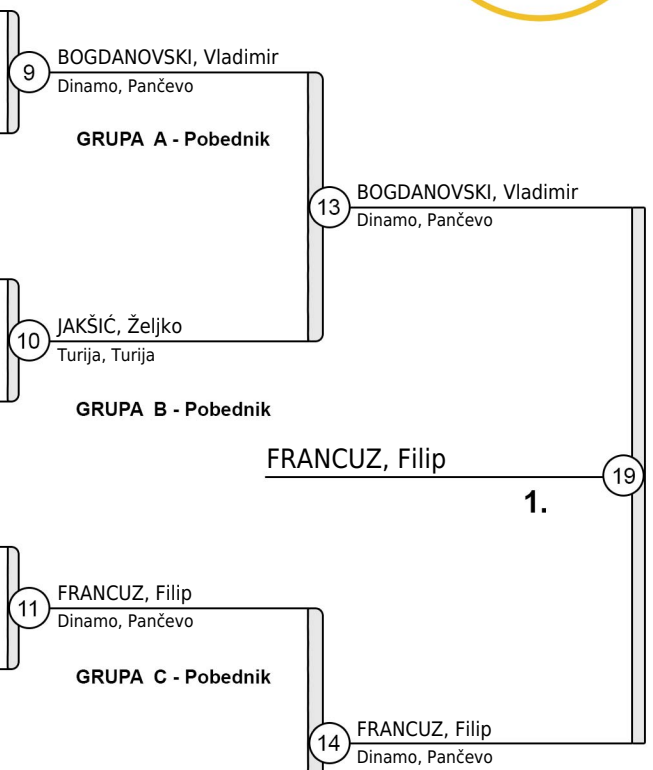 9
BOGDANOVSKI, Vladimir
Dinamo, Pančevo
GRUPA A - Pobednik
13
BOGDANOVSKI, Vladimir
Dinamo, Pančevo
10
JAKŠIĆ, Željko
Turija, Turija
GRUPA B - Pobednik
FRANCUZ, Filip
19
1.
11
FRANCUZ, Filip
Dinamo, Pančevo
GRUPA C - Pobednik
14
FRANCUZ, Filip
Dinamo, Pančevo